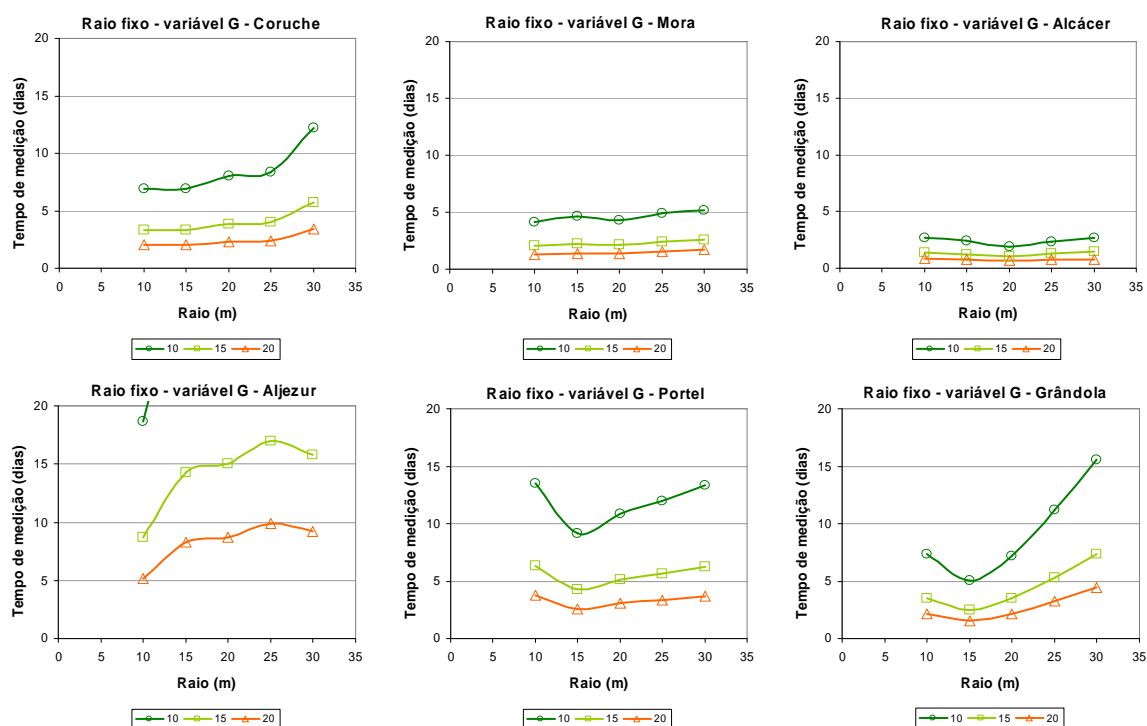 Raio fixo - variável G - Coruche
Tempo de medição (dias)
20
15
10
5
0
0 5 10 15 20 25 30 35
Raio (m)
10 15 20
Raio fixo - variável G - Mora
Tempo de medição (dias)
20
15
10
5
0
0 5 10 15 20 25 30 35
Raio (m)
10 15 20
Raio fixo - variável G - Alcácer
Tempo de medição (dias)
20
15
10
5
0
0 5 10 15 20 25 30 35
Raio (m)
10 15 20
Raio fixo - variável G - Aljezur
Tempo de medição (dias)
20
15
10
5
0
0 5 10 15 20 25 30 35
Raio (m)
10 15 20
Raio fixo - variável G - Portel
Tempo de medição (dias)
20
15
10
5
0
0 5 10 15 20 25 30 35
Raio (m)
10 15 20
Raio fixo - variável G - Grândola
Tempo de medição (dias)
20
15
10
5
0
0 5 10 15 20 25 30 35
Raio (m)
10 15 20